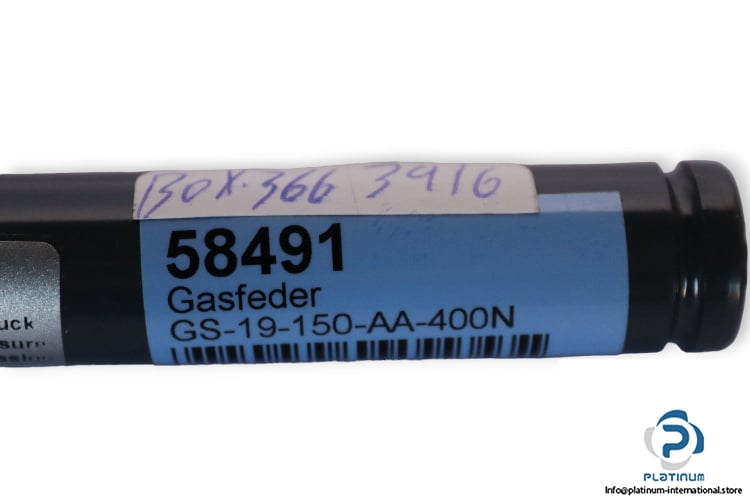 BOX.366 3916
58491
Gasfeder
GS-19-150-AA-400N
PLATINUM
Info@platinum-international.store